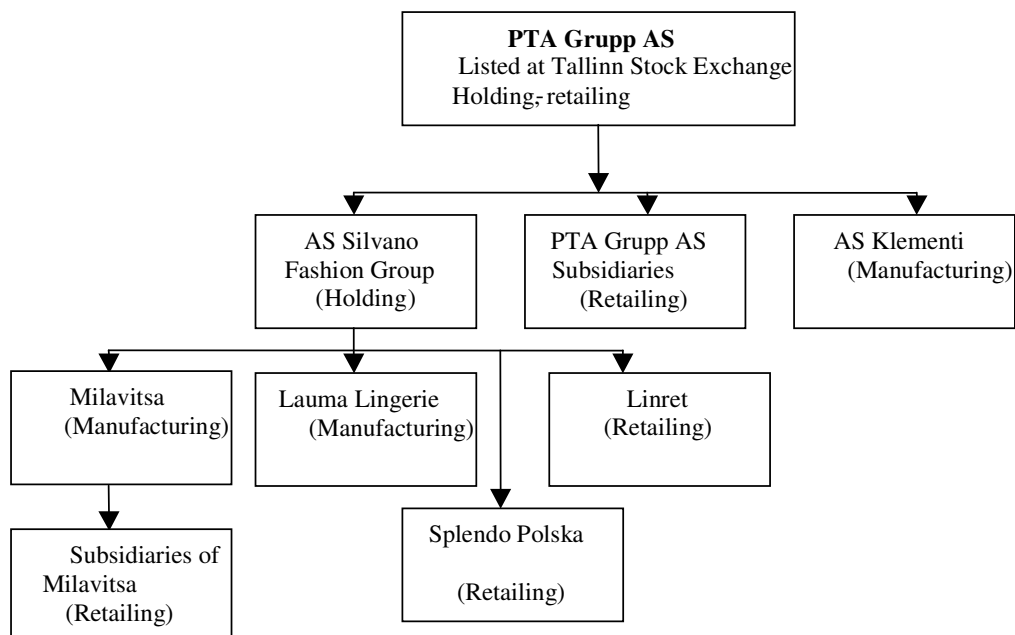 PTA Grupp AS
Listed at Tallinn Stock Exchange
Holding,- retailing
AS Silvano
Fashion Group
(Holding)
PTA Grupp AS
Subsidiaries
(Retailing)
AS Klementi
(Manufacturing)
Milavitsa
(Manufacturing)
Lauma Lingerie
(Manufacturing)
Linret
(Retailing)
Subsidiaries of
Milavitsa
(Retailing)
Splendo Polska
(Retailing)